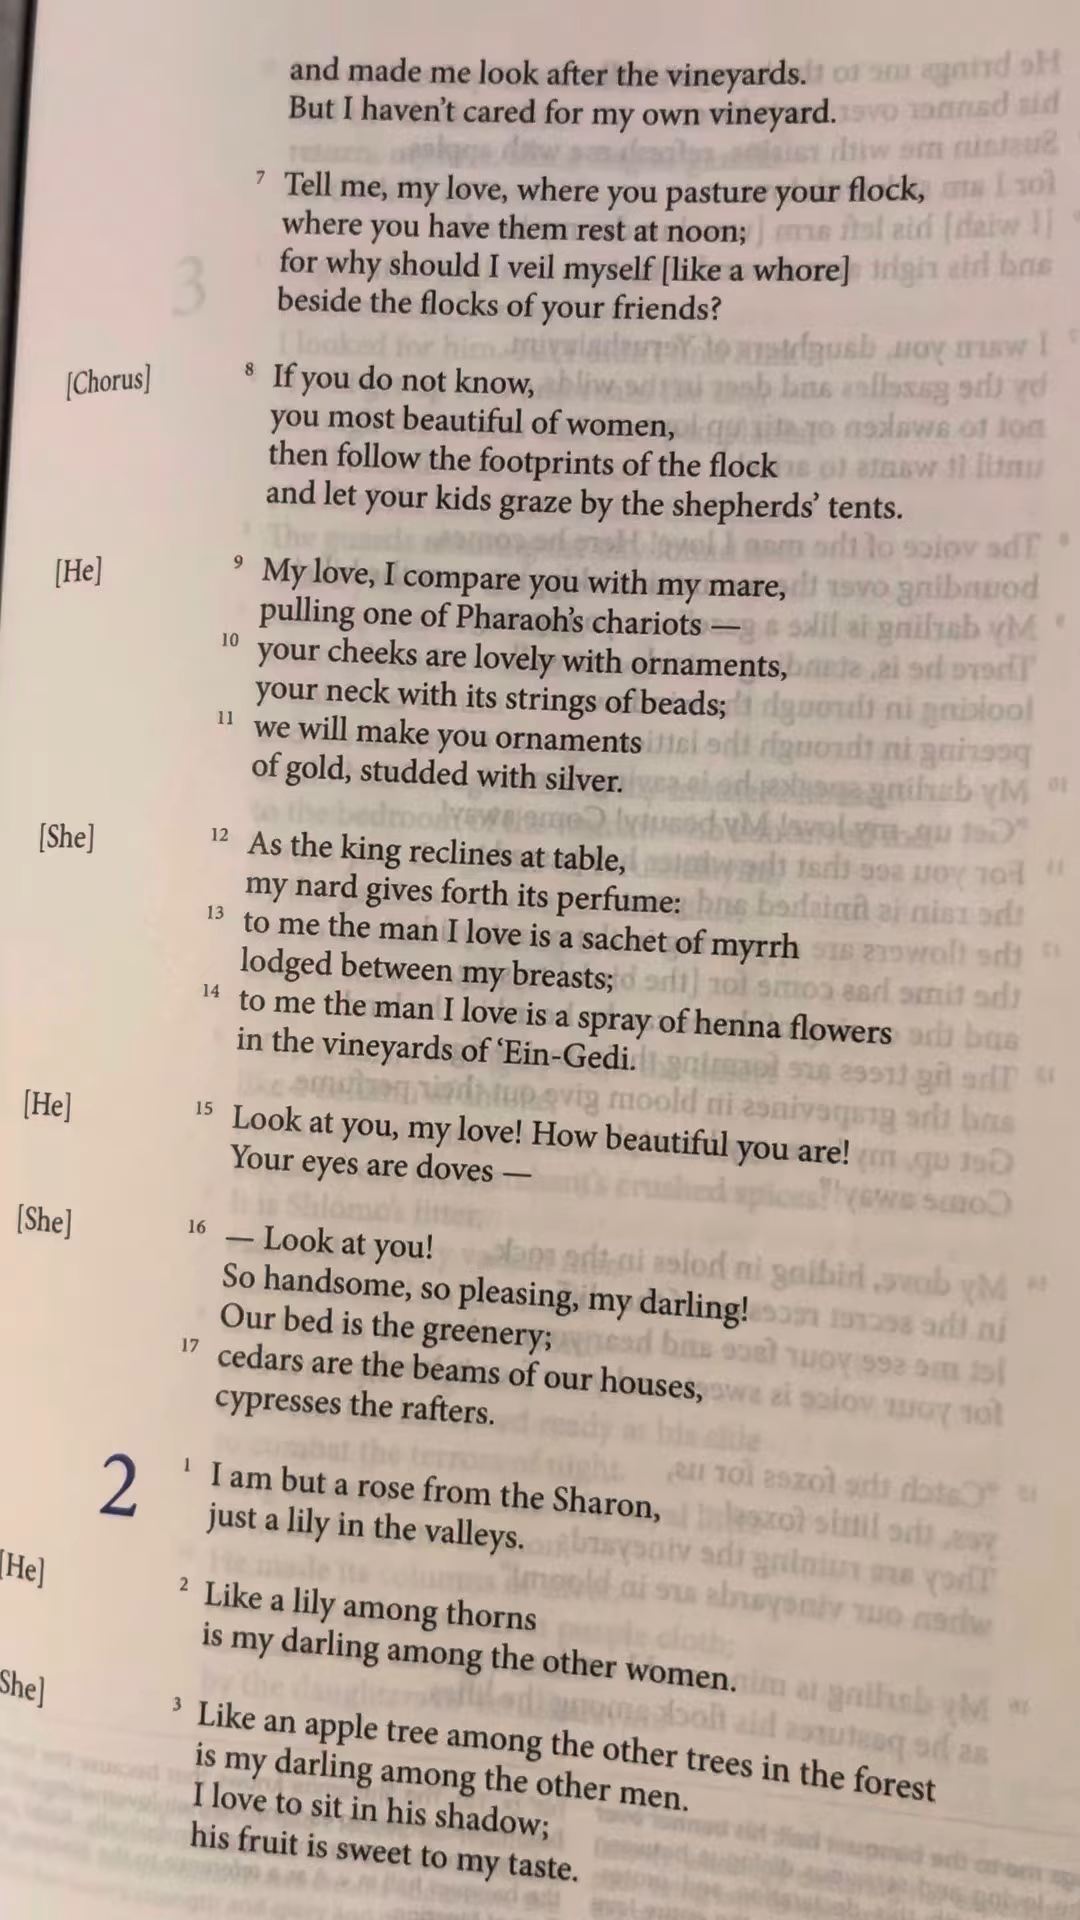 and made me look after the vineyards.
But I haven't cared for my own vineyard.
7 Tell me, my love, where you pasture your flock,
where you have them rest at noon;
for why should I veil myself [like a whore]
beside the flocks of your friends?
[Chorus] 8 If you do not know,
you most beautiful of women,
then follow the footprints of the flock
and let your kids graze by the shepherds' tents.
[He] 9 My love, I compare you with my mare,
pulling one of Pharaoh's chariots —
10 your cheeks are lovely with ornaments,
your neck with its strings of beads;
11 we will make you ornaments
of gold, studded with silver.
[She] 12 As the king reclines at table,
my nard gives forth its perfume:
13 to me the man I love is a sachet of myrrh
lodged between my breasts;
14 to me the man I love is a spray of henna flowers
in the vineyards of 'Ein-Gedi.
[He] 15 Look at you, my love! How beautiful you are!
Your eyes are doves —
[She] 16 — Look at you!
So handsome, so pleasing, my darling!
Our bed is the greenery;
17 cedars are the beams of our houses,
cypresses the rafters.
2 1 I am but a rose from the Sharon,
just a lily in the valleys.
[He] 2 Like a lily among thorns
is my darling among the other women.
She] 3 Like an apple tree among the other trees in the forest
is my darling among the other men.
I love to sit in his shadow;
his fruit is sweet to my taste.